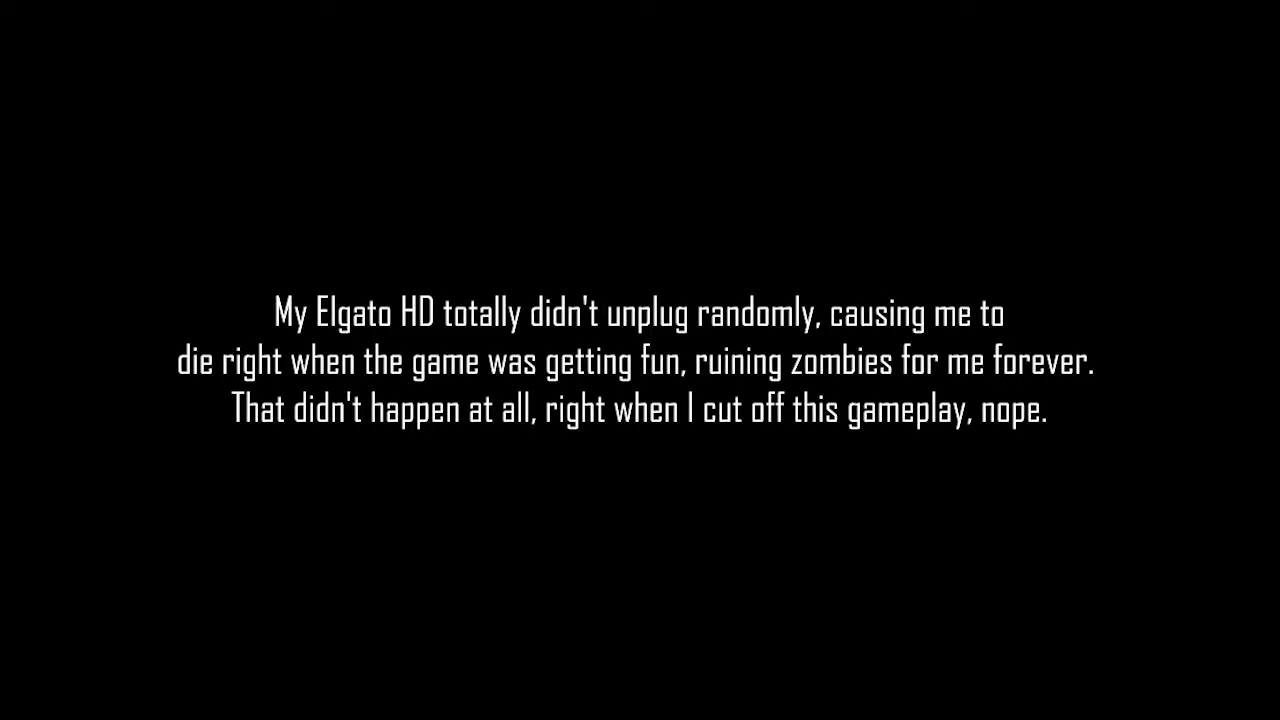 My Elgato HD totally didn't unplug randomly, causing me to
die right when the game was getting fun, ruining zombies for me forever.
That didn't happen at all, right when I cut off this gameplay, nope.